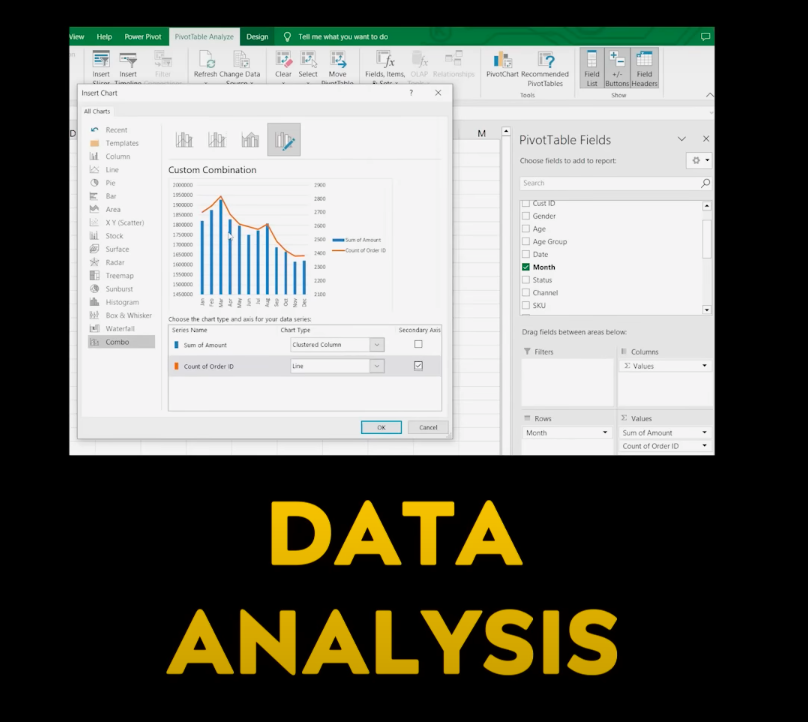 View Help Power Pivot PivotTable Analyze Design Tell me what you want to do
Insert Insert Filter Refresh Change Data Clear Select Move Fields, Items, OLAP Relationships PivotChart Recommended Field +/- Field
Slicer Timeline Connections Source PivotTable & Sets PivotTables List Buttons Headers
Tools Show
Insert Chart ? ×
All Charts
Recent
Templates
Column
Line
Pie
Bar
Area
X Y (Scatter)
Stock
Surface
Radar
Treemap
Sunburst
Histogram
Box & Whisker
Waterfall
Combo
Custom Combination
2000000
1950000
1900000
1850000
1800000
1750000
1700000
1650000
1600000
1550000
1500000
1450000
2900
2800
2700
2600
2500
2400
2300
2200
2100
Jan Feb Mar Apr May Jun Jul Aug Sep Oct Nov Dec
Sum of Amount
Count of Order ID
Choose the chart type and axis for your data series:
Series Name Chart Type Secondary Axis
Sum of Amount Clustered Column
Count of Order ID Line
OK Cancel
D M
PivotTable Fields
Choose fields to add to report:
Search
Cust ID
Gender
Age
Age Group
Date
Month
Status
Channel
SKU
Drag fields between areas below:
Filters Columns
Σ Values
Rows Σ Values
Month Sum of Amount
Count of Order ID
DATA
ANALYSIS